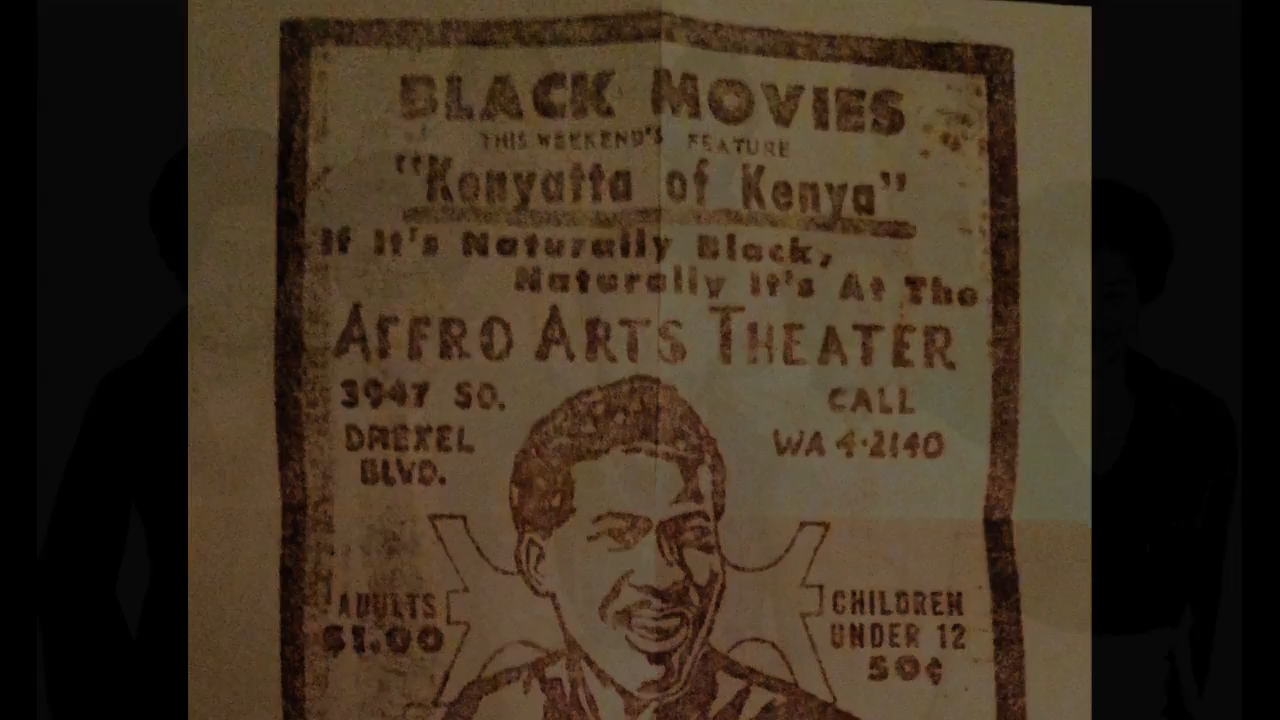 BLACK MOVIES
THIS WEEKEND'S FEATURE
"Kenyatta of Kenya"
If It's Naturally Black,
Naturally It's At The
AFFRO ARTS THEATER
3947 SO.
DREXEL
BLVD.
CALL
WA 4-2140
ADULTS
$1.00
CHILDREN
UNDER 12
50¢